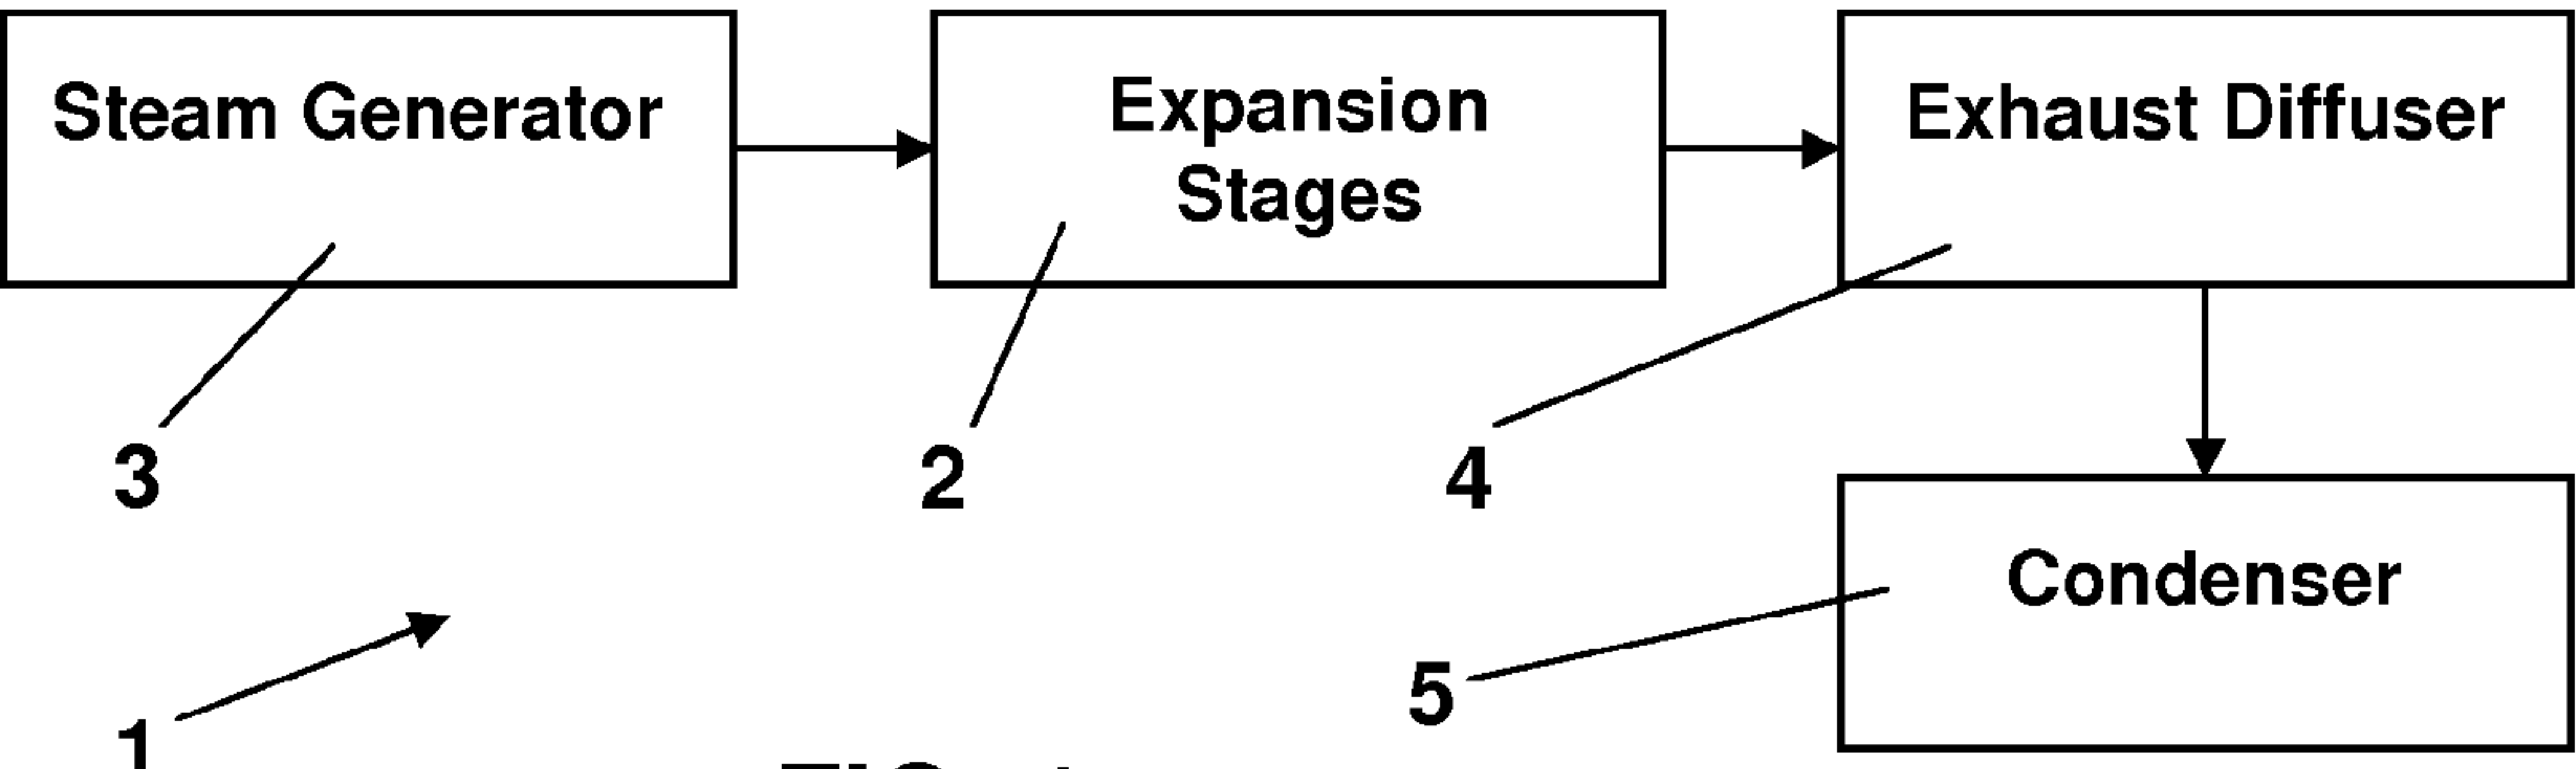 Steam Generator
Expansion
Stages
Exhaust Diffuser
3
2
4
Condenser
5
1